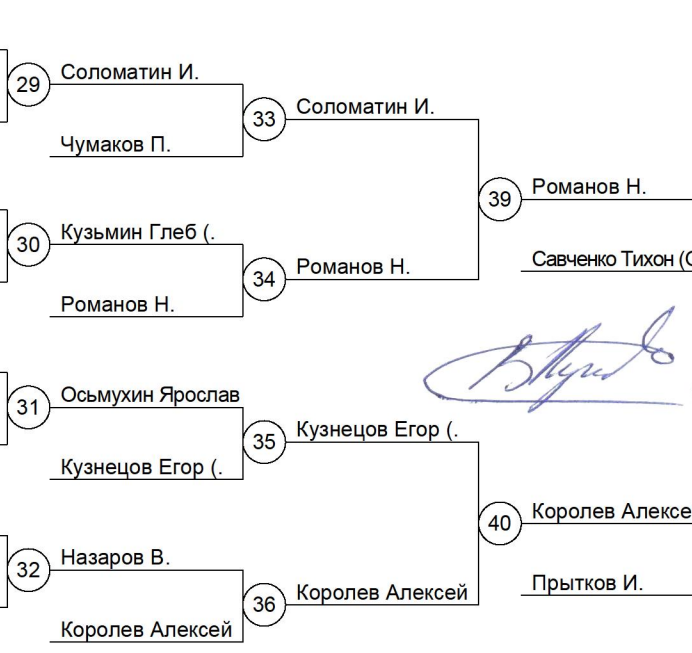 29
Соломатин И.
Чумаков П.
33
Соломатин И.
30
Кузьмин Глеб (.
Романов Н.
34
Романов Н.
39
Романов Н.
Савченко Тихон (
31
Осьмухин Ярослав
Кузнецов Егор (.
35
Кузнецов Егор (.
32
Назаров В.
Королев Алексей
36
Королев Алексей
40
Королев Алексе
Прытков И.